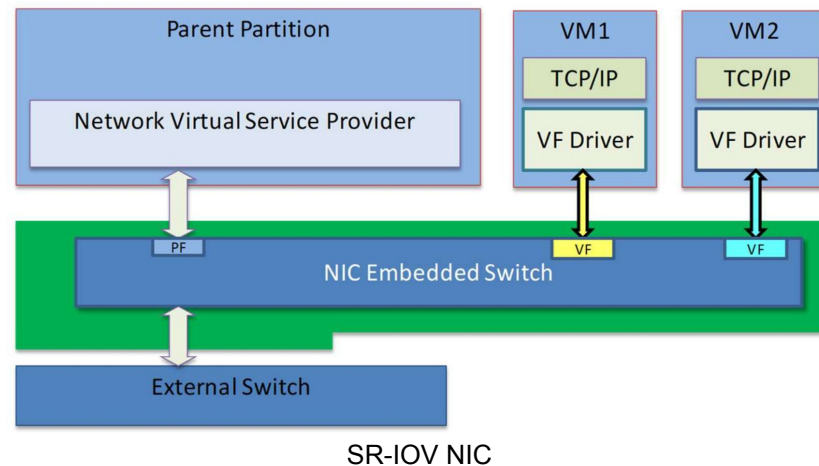 Parent Partition
VM1
VM2
TCP/IP
TCP/IP
Network Virtual Service Provider
VF Driver
VF Driver
PF
VF
VF
NIC Embedded Switch
External Switch
SR-IOV NIC